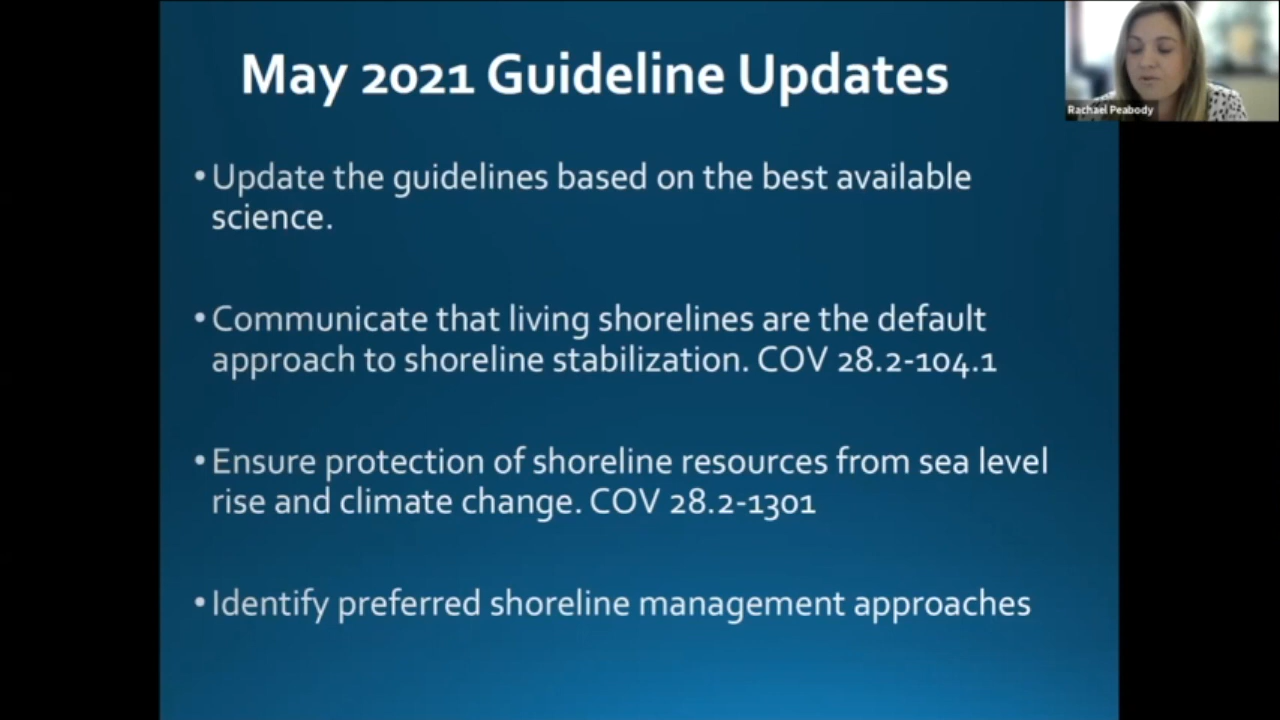 May 2021 Guideline Updates
Rachael Peabody
•Update the guidelines based on the best available
science.
•Communicate that living shorelines are the default
approach to shoreline stabilization. COV 28.2-104.1
•Ensure protection of shoreline resources from sea level
rise and climate change. COV 28.2-1301
•Identify preferred shoreline management approaches